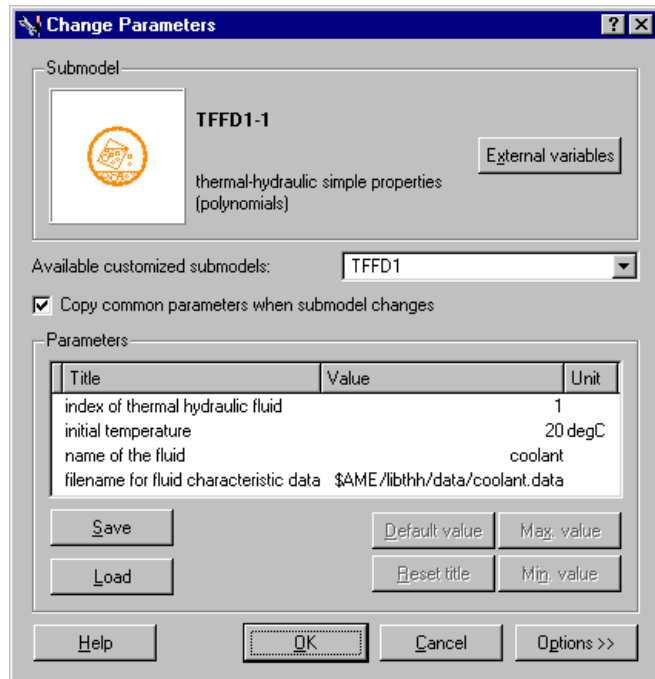 Change Parameters
Submodel
TFFD1-1
External variables
thermal-hydraulic simple properties
(polynomials)
Available customized submodels: TFFD1
Copy common parameters when submodel changes
Parameters
Title Value Unit
index of thermal hydraulic fluid 1
initial temperature 20 degC
name of the fluid coolant
filename for fluid characteristic data $AME/libthh/data/coolant.data
Save Default value Max. value
Load Reset title Min. value
Help OK Cancel Options >>